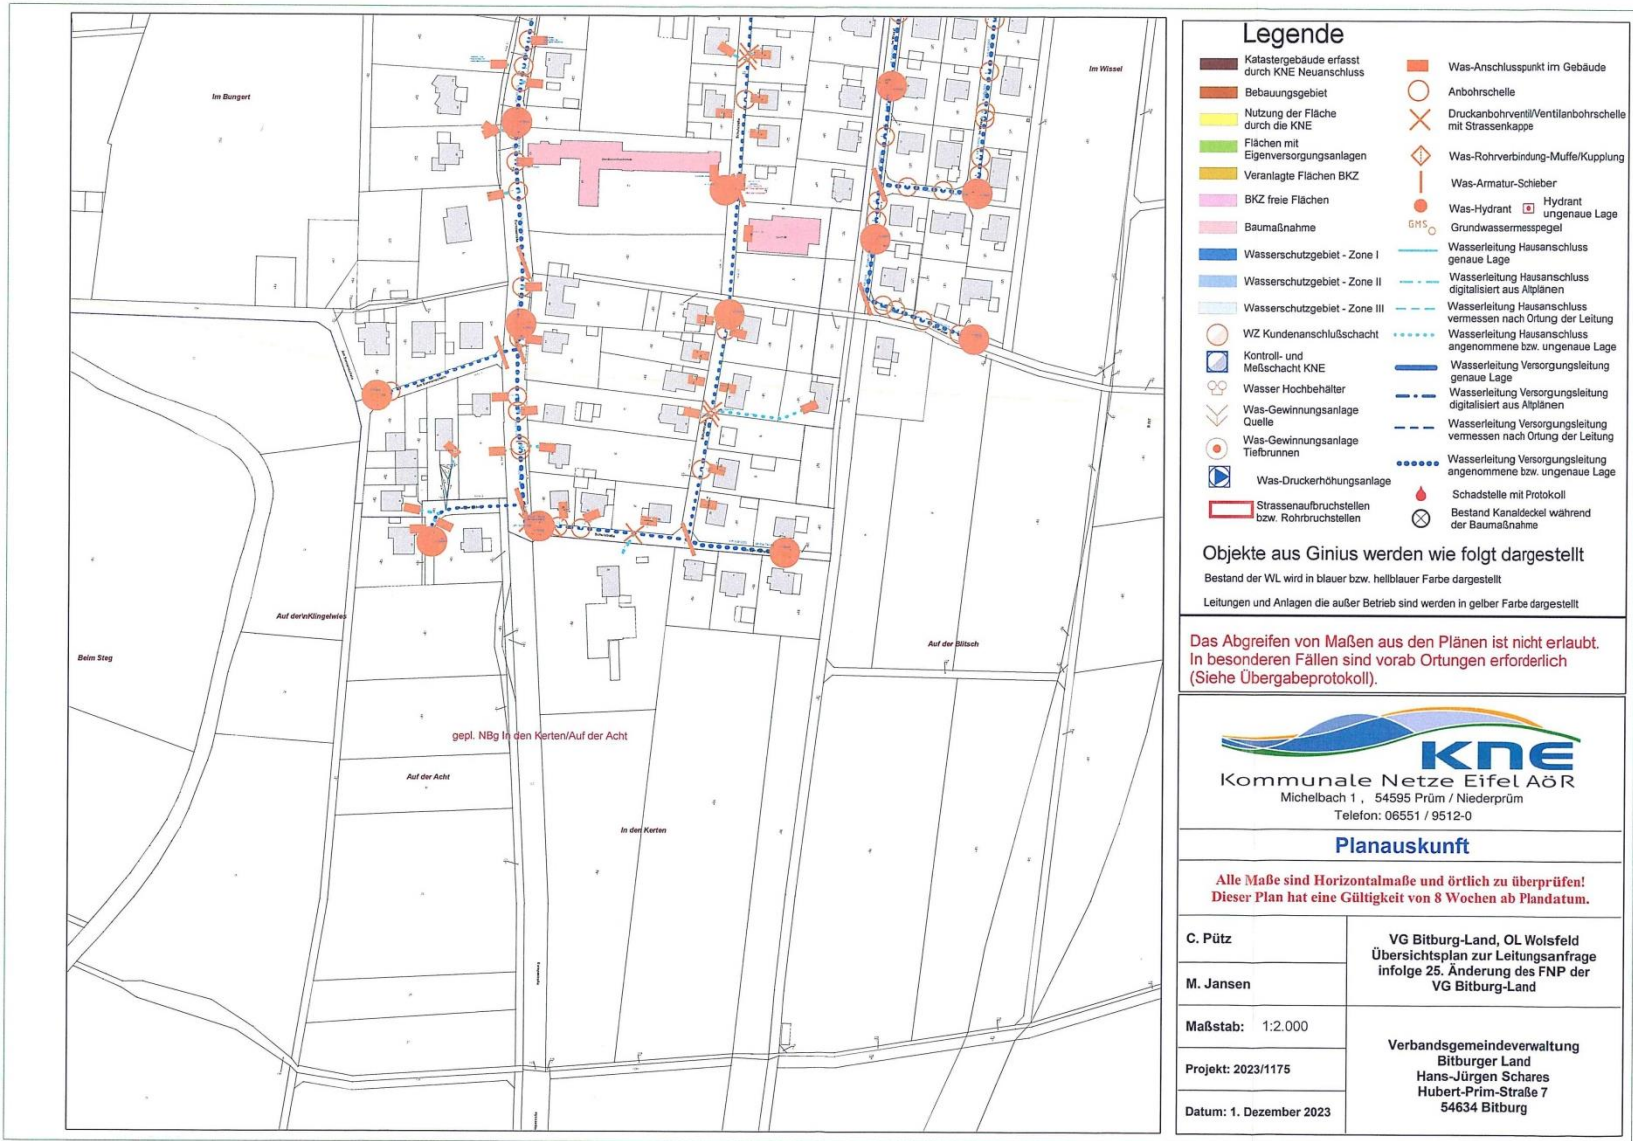 Im Bungert
Im Wissel
Auf der\nKlingelwies
Beim Steg
Auf der Blitsch
gepl. NBg In den Kerten/Auf der Acht
Auf der Acht
In den Kerten
Legende
Katastergebäude erfasst
durch KNE Neuanschluss
Bebauungsgebiet
Nutzung der Fläche
durch die KNE
Flächen mit
Eigenversorgungsanlagen
Veranlagte Flächen BKZ
BKZ freie Flächen
Baumaßnahme
Wasserschutzgebiet - Zone I
Wasserschutzgebiet - Zone II
Wasserschutzgebiet - Zone III
WZ Kundenanschlußschacht
Kontroll- und
Meßschacht KNE
Wasser Hochbehälter
Was-Gewinnungsanlage
Quelle
Was-Gewinnungsanlage
Tiefbrunnen
Was-Druckerhöhungsanlage
Strassenaufbruchstellen
bzw. Rohrbruchstellen
Was-Anschlusspunkt im Gebäude
Anbohrschelle
Druckanbohrventil/Ventilanbohrschelle
mit Strassenkappe
Was-Rohrverbindung-Muffe/Kupplung
Was-Armatur-Schieber
Was-Hydrant
Hydrant
ungenaue Lage
GMS
Grundwassermesspegel
Wasserleitung Hausanschluss
genaue Lage
Wasserleitung Hausanschluss
digitalisiert aus Altplänen
Wasserleitung Hausanschluss
vermessen nach Ortung der Leitung
Wasserleitung Hausanschluss
angenommene bzw. ungenaue Lage
Wasserleitung Versorgungsleitung
genaue Lage
Wasserleitung Versorgungsleitung
digitalisiert aus Altplänen
Wasserleitung Versorgungsleitung
vermessen nach Ortung der Leitung
Wasserleitung Versorgungsleitung
angenommene bzw. ungenaue Lage
Schadstelle mit Protokoll
Bestand Kanaldeckel während
der Baumaßnahme
Objekte aus Ginius werden wie folgt dargestellt
Bestand der WL wird in blauer bzw. hellblauer Farbe dargestellt
Leitungen und Anlagen die außer Betrieb sind werden in gelber Farbe dargestellt
Das Abgreifen von Maßen aus den Plänen ist nicht erlaubt.
In besonderen Fällen sind vorab Ortungen erforderlich
(Siehe Übergabeprotokoll).
KNE
Kommunale Netze Eifel AöR
Michelbach 1 , 54595 Prüm / Niederprüm
Telefon: 06551 / 9512-0
Planauskunft
Alle Maße sind Horizontalmaße und örtlich zu überprüfen!
Dieser Plan hat eine Gültigkeit von 8 Wochen ab Plandatum.
C. Pütz
M. Jansen
Maßstab: 1:2.000
Projekt: 2023/1175
Datum: 1. Dezember 2023
VG Bitburg-Land, OL Wolsfeld
Übersichtsplan zur Leitungsanfrage
infolge 25. Änderung des FNP der
VG Bitburg-Land
Verbandsgemeindeverwaltung
Bitburger Land
Hans-Jürgen Schares
Hubert-Prim-Straße 7
54634 Bitburg